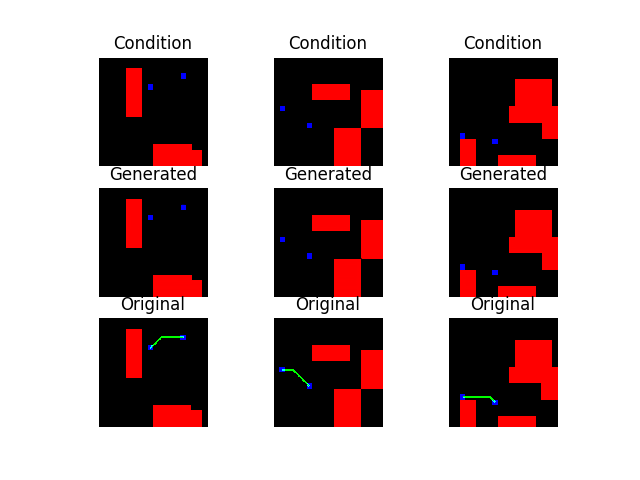 Condition Condition Condition
Generated Generated Generated
Original Original Original